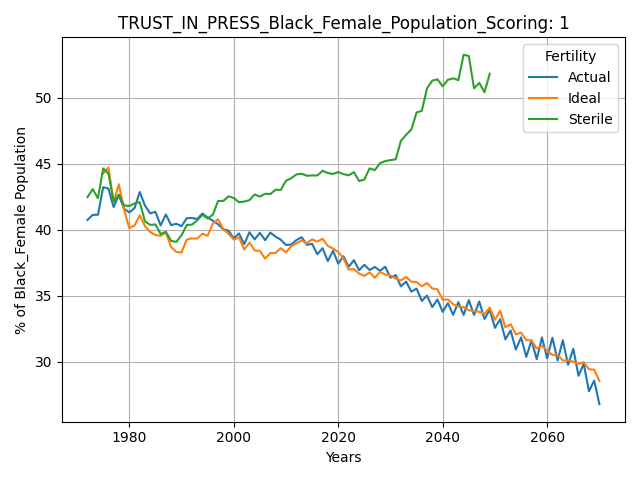 TRUST_IN_PRESS_Black_Female_Population_Scoring: 1
Fertility
Actual
Ideal
Sterile
% of Black_Female Population
50
45
40
35
30
1980
2000
2020
2040
2060
Years